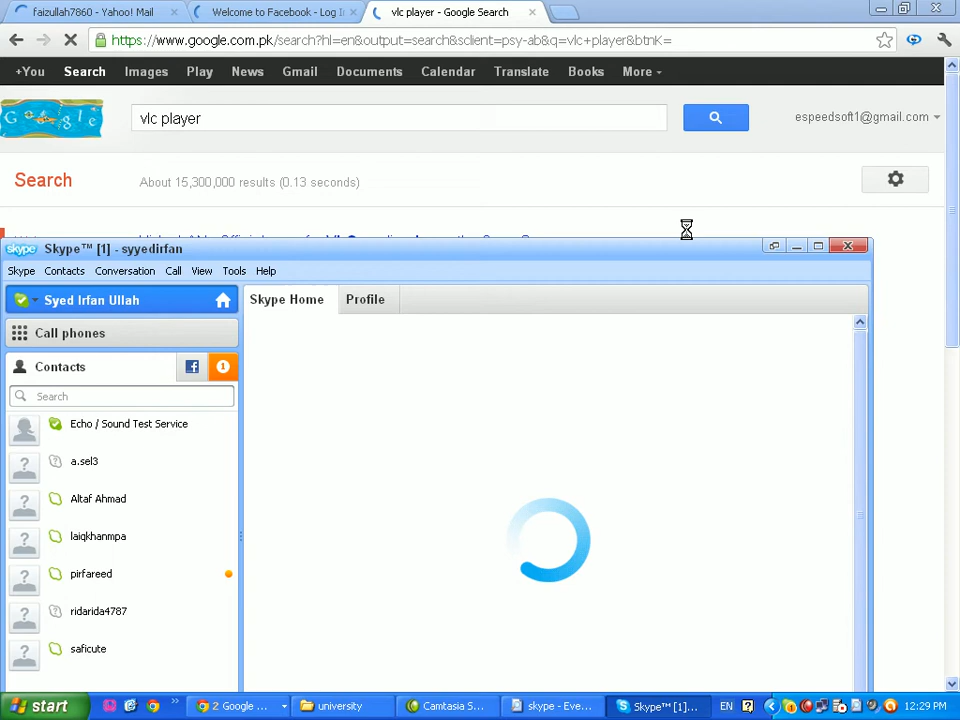 faizullah7860 - Yahoo! Mail
Welcome to Facebook - Log In
vlc player - Google Search
https://www.google.com.pk/search?hl=en&output=search&sclient=psy-ab&q=vlc+player&btnK=
+You Search Images Play News Gmail Documents Calendar Translate Books More
Google
vlc player
espeedsoft1@gmail.com
Search
About 15,300,000 results (0.13 seconds)
skype Skype™ [1] - syyedirfan
Skype Contacts Conversation Call View Tools Help
Syed Irfan Ullah
Skype Home Profile
Call phones
Contacts
1
Search
Echo / Sound Test Service
a.sel3
Altaf Ahmad
laiqkhanmpa
pirfareed
ridarida4787
saficute
start
2 Google ...
university
Camtasia S...
skype - Eve...
Skype™ [1]...
EN
12:29 PM